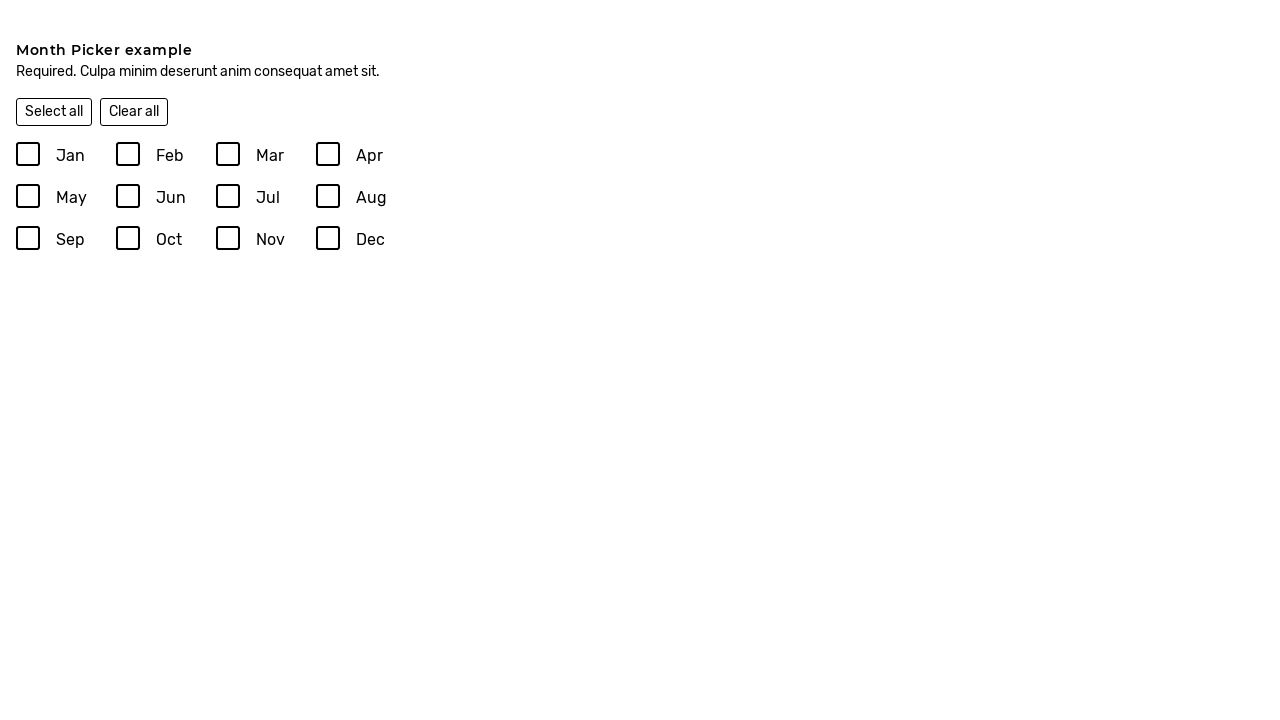 Month Picker example
Required. Culpa minim deserunt anim consequat amet sit.
Select all Clear all
Jan Feb Mar Apr
May Jun Jul Aug
Sep Oct Nov Dec